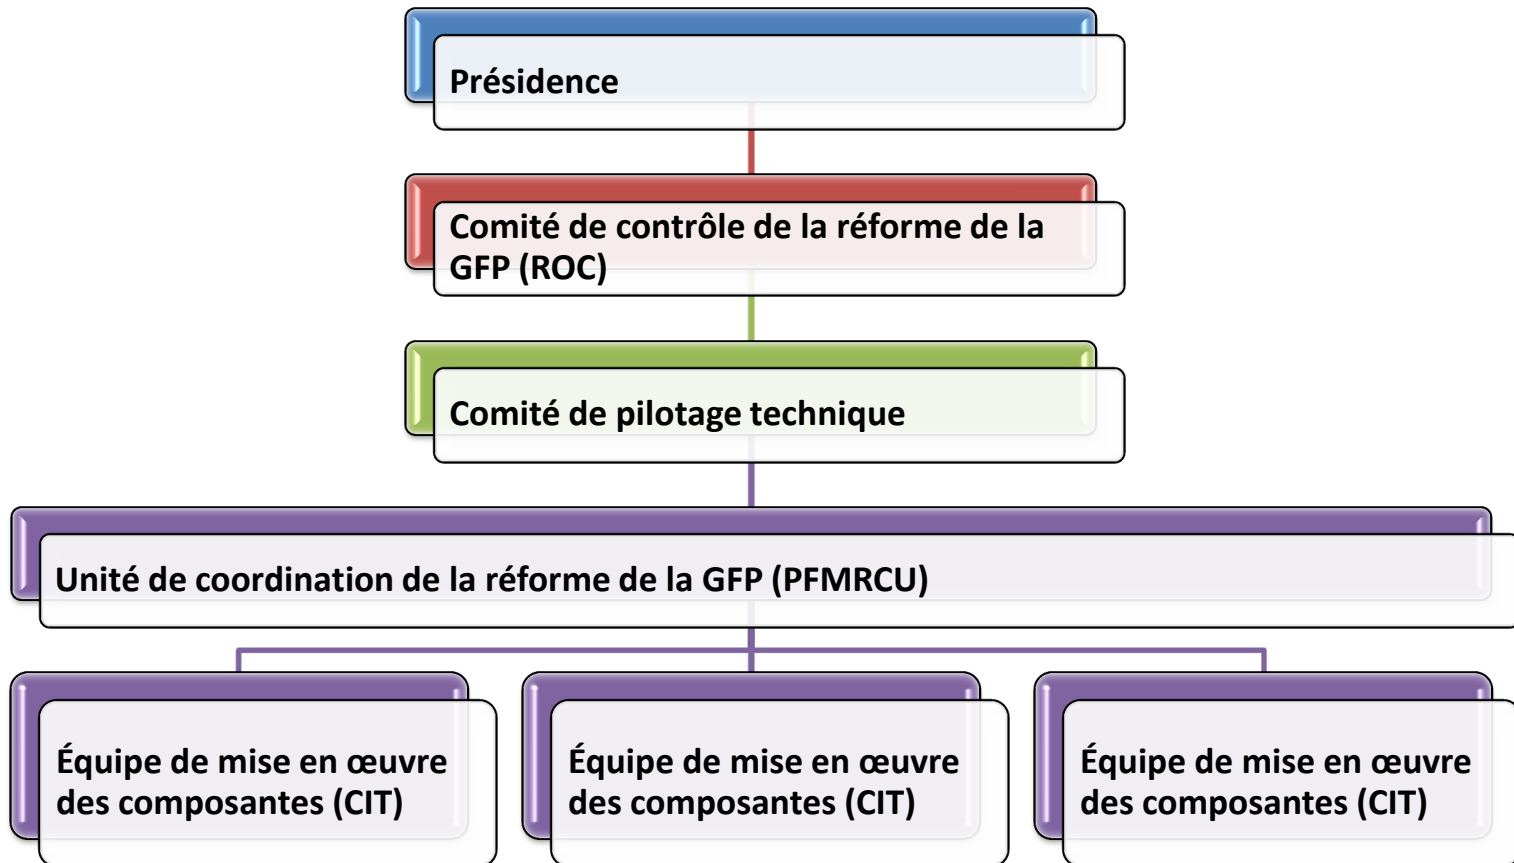 Présidence
Comité de contrôle de la réforme de la
GFP (ROC)
Comité de pilotage technique
Unité de coordination de la réforme de la GFP (PFMRCU)
Équipe de mise en œuvre
des composantes (CIT)
Équipe de mise en œuvre
des composantes (CIT)
Équipe de mise en œuvre
des composantes (CIT)